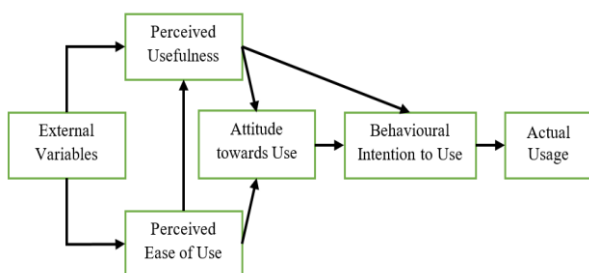 Perceived
Usefulness
External
Variables
Attitude
towards Use
Behavioural
Intention to Use
Actual
Usage
Perceived
Ease of Use